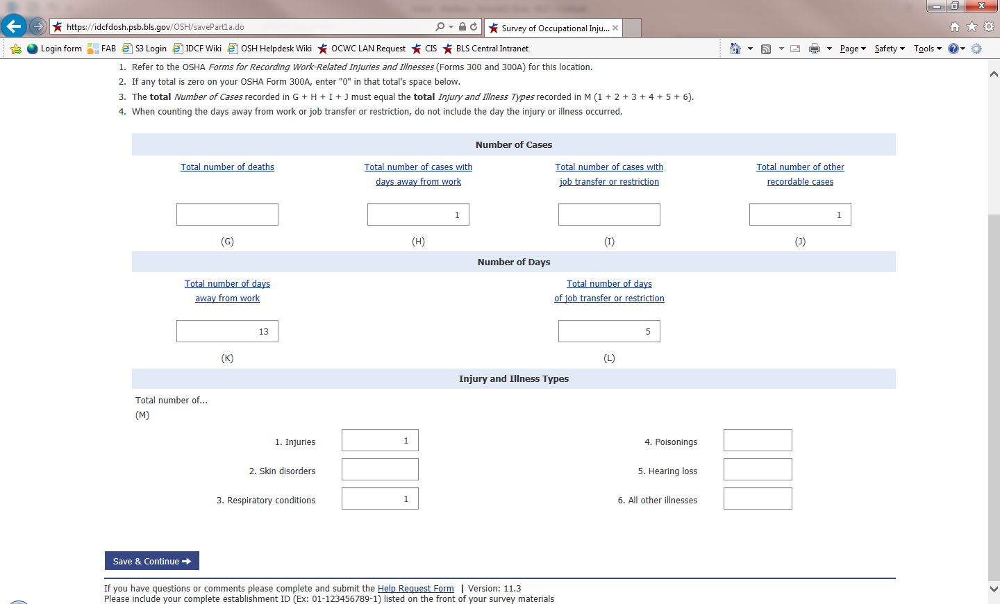 https://idcfdosh.psb.bls.gov/OSH/savePart1a.do
Survey of Occupational Inju...
Login form FAB S3 Login IDCF Wiki OSH Helpdesk Wiki OCWC LAN Request CIS BLS Central Intranet Page Safety Tools
1. Refer to the OSHA Forms for Recording Work-Related Injuries and Illnesses (Forms 300 and 300A) for this location.
2. If any total is zero on your OSHA Form 300A, enter "0" in that total's space below.
3. The total Number of Cases recorded in G + H + I + J must equal the total Injury and Illness Types recorded in M (1 + 2 + 3 + 4 + 5 + 6).
4. When counting the days away from work or job transfer or restriction, do not include the day the injury or illness occurred.
Number of Cases
Total number of deaths Total number of cases with Total number of cases with Total number of other
days away from work job transfer or restriction recordable cases
1 1
(G) (H) (I) (J)
Number of Days
Total number of days Total number of days
away from work of job transfer or restriction
13 5
(K) (L)
Injury and Illness Types
Total number of...
(M)
1. Injuries 1 4. Poisonings
2. Skin disorders 5. Hearing loss
3. Respiratory conditions 1 6. All other illnesses
Save & Continue
If you have questions or comments please complete and submit the Help Request Form | Version: 11.3
Please include your complete establishment ID (Ex: 01-123456789-1) listed on the front of your survey materials